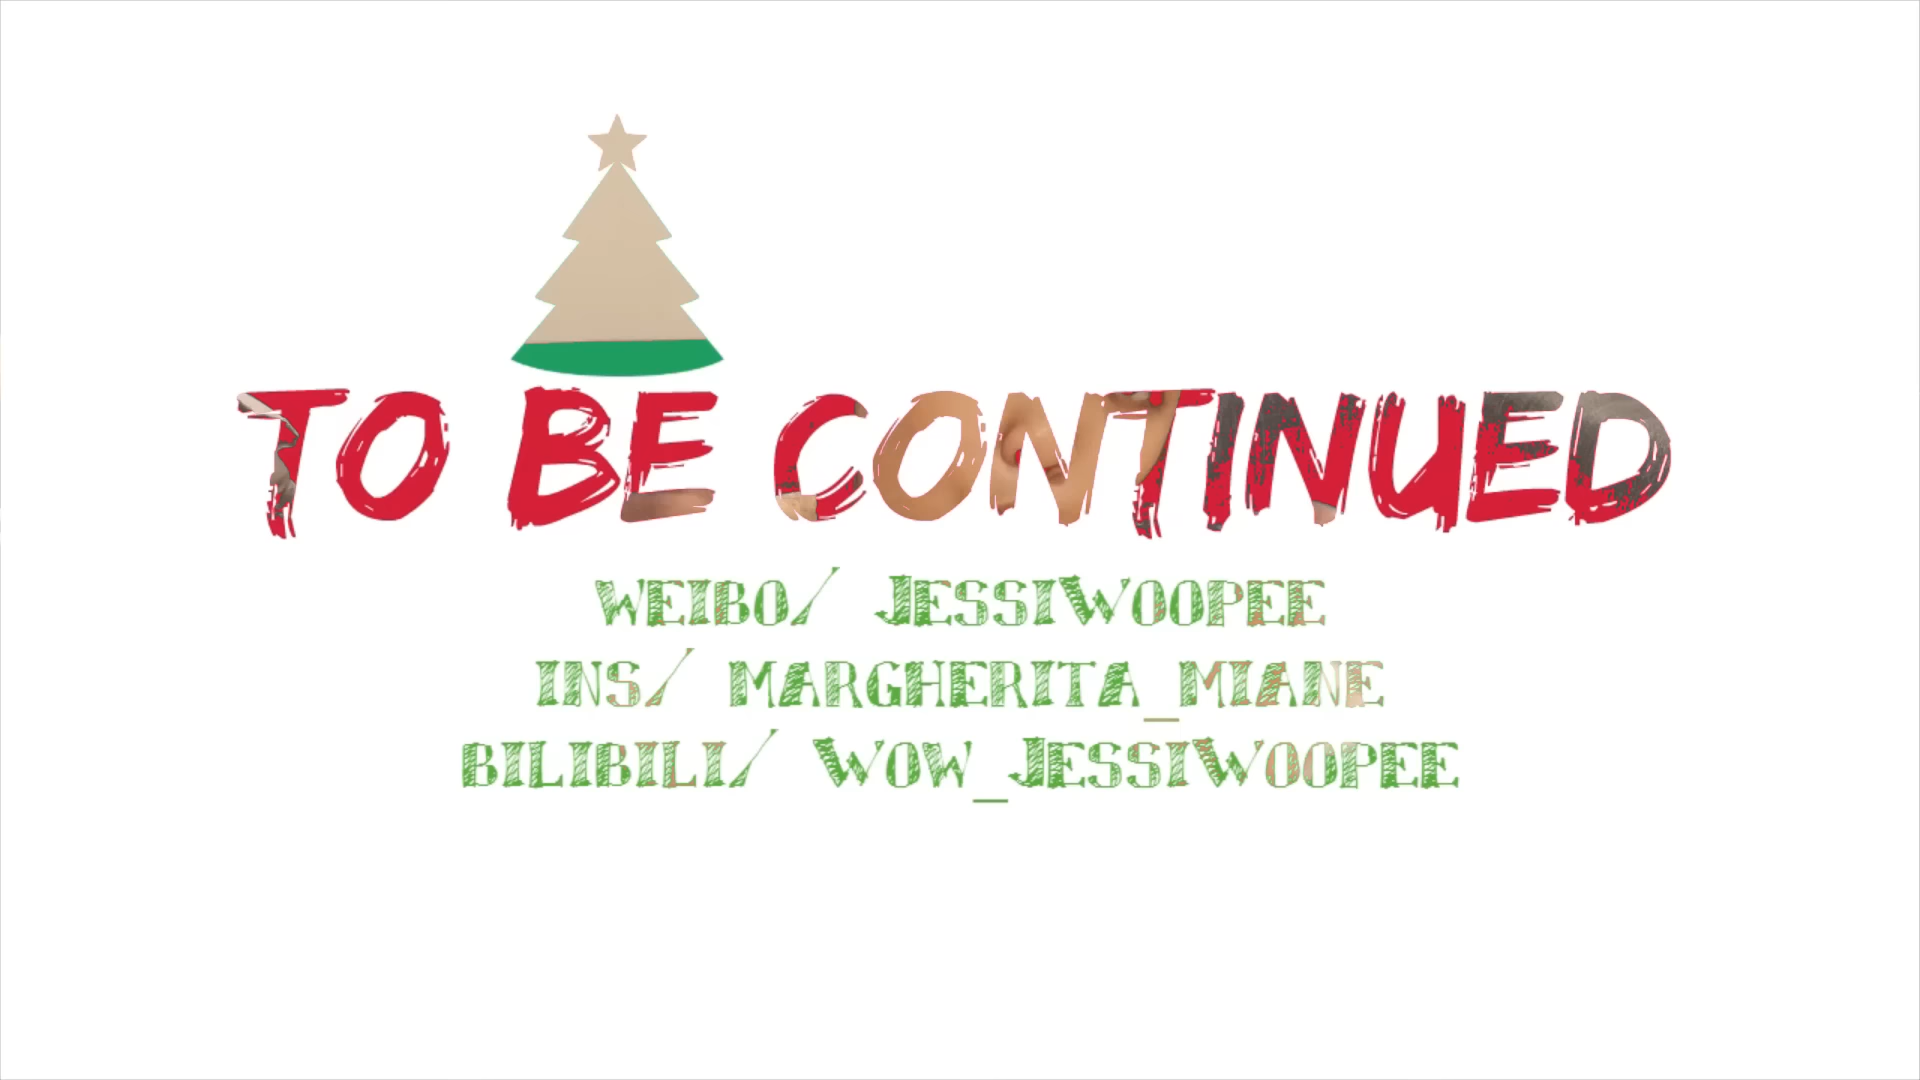 TO BE CONTINUED
WEIBO/ JESSIWOOPEE
INS/ MARGHERITA_MIANE
BILIBILI/ WOW_JESSIWOOPEE